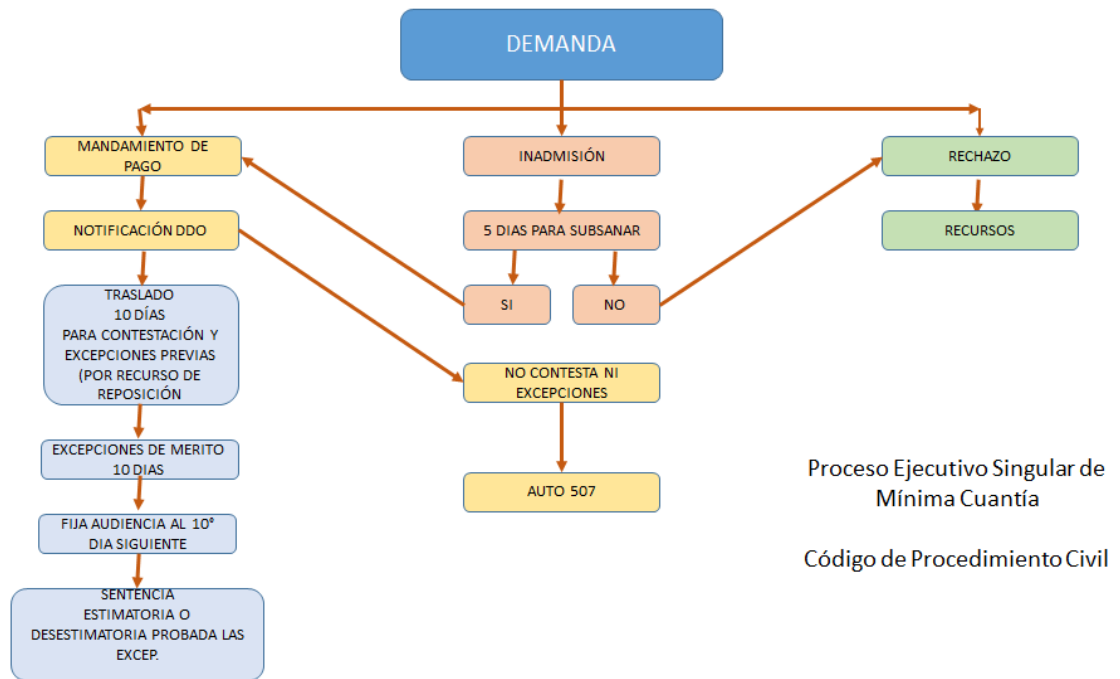 DEMANDA
MANDAMIENTO DE
PAGO
INADMISIÓN
RECHAZO
NOTIFICACIÓN DDO
5 DIAS PARA SUBSANAR
RECURSOS
TRASLADO
10 DÍAS
PARA CONTESTACIÓN Y
EXCEPCIONES PREVIAS
(POR RECURSO DE
REPOSICIÓN
SI
NO
NO CONTESTA NI
EXCEPCIONES
EXCEPCIONES DE MERITO
10 DIAS
AUTO 507
FIJA AUDIENCIA AL 10°
DIA SIGUIENTE
SENTENCIA
ESTIMATORIA O
DESESTIMATORIA PROBADA LAS
EXCEP.
Proceso Ejecutivo Singular de
Mínima Cuantía
Código de Procedimiento Civil